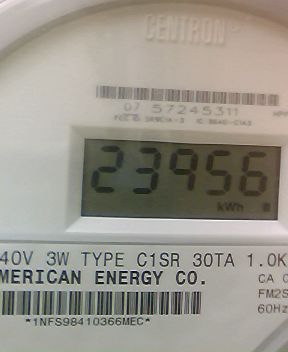 CENTRON®
07 57245311
23956
kWh
40V 3W TYPE C1SR 30TA 1.0K
MERICAN ENERGY CO.
CA
FM2S
60Hz
*1NFS98410366MEC*